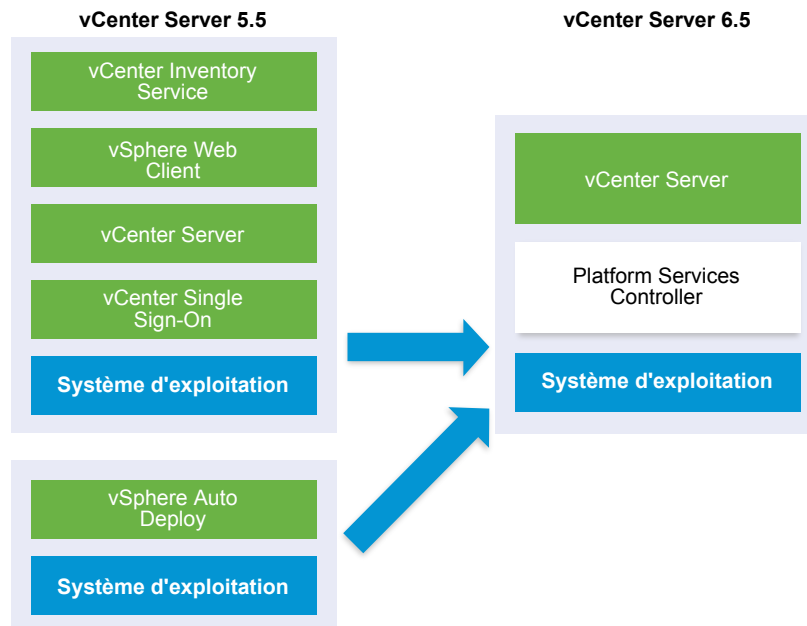 vCenter Server 5.5
vCenter Inventory
Service
vSphere Web
Client
vCenter Server
vCenter Single
Sign-On
Système d'exploitation
vSphere Auto
Deploy
Système d'exploitation
vCenter Server 6.5
vCenter Server
Platform Services
Controller
Système d'exploitation